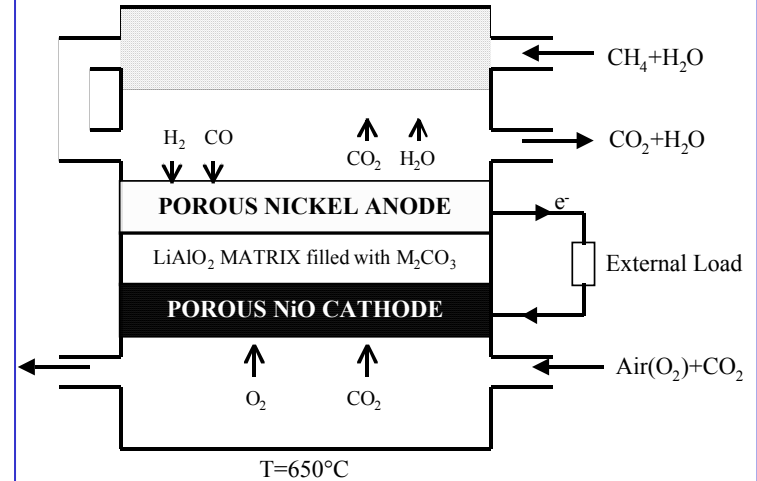 CH₄+H₂O
H₂ CO
CO₂ H₂O
CO₂+H₂O
POROUS NICKEL ANODE
e⁻
LiAlO₂ MATRIX filled with M₂CO₃
External Load
POROUS NiO CATHODE
O₂ CO₂
Air(O₂)+CO₂
T=650°C